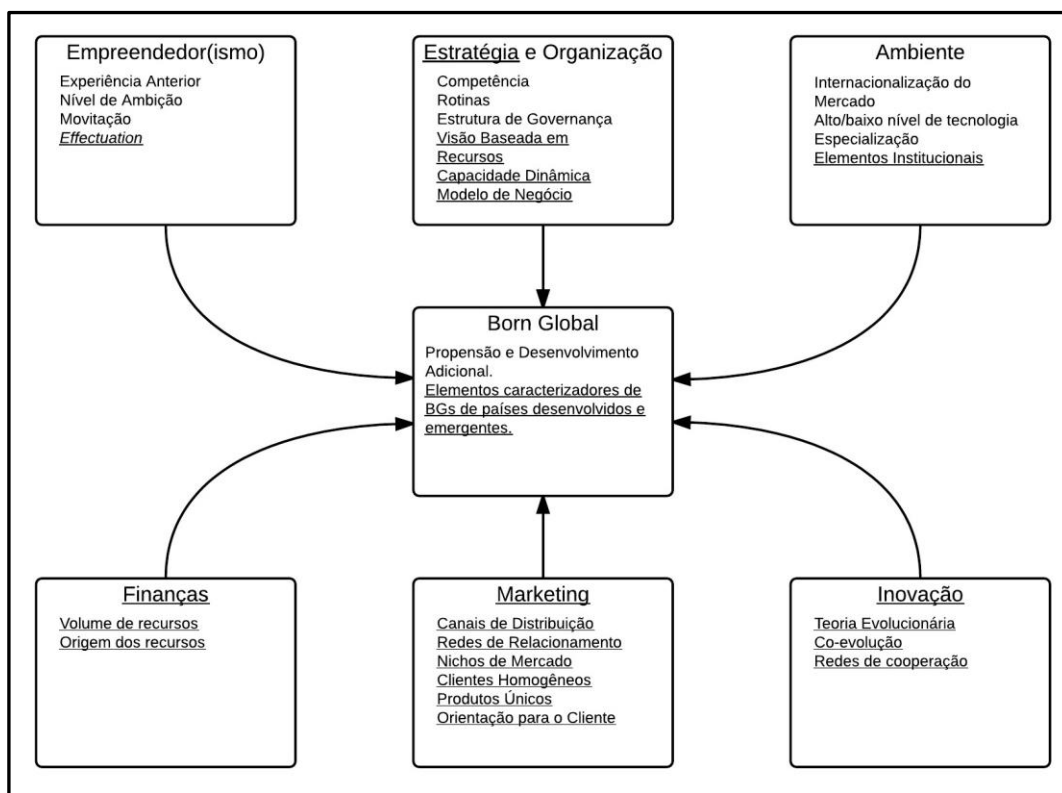 Empreendedor(ismo)
Experiência Anterior
Nível de Ambição
Movitação
Effectuation
Estratégia e Organização
Competência
Rotinas
Estrutura de Governança
Visão Baseada em
Recursos
Capacidade Dinâmica
Modelo de Negócio
Ambiente
Internacionalização do
Mercado
Alto/baixo nível de tecnologia
Especialização
Elementos Institucionais
Born Global
Propensão e Desenvolvimento
Adicional.
Elementos caracterizadores de
BGs de países desenvolvidos e
emergentes.
Finanças
Volume de recursos
Origem dos recursos
Marketing
Canais de Distribuição
Redes de Relacionamento
Nichos de Mercado
Clientes Homogêneos
Produtos Únicos
Orientação para o Cliente
Inovação
Teoria Evolucionária
Co-evolução
Redes de cooperação